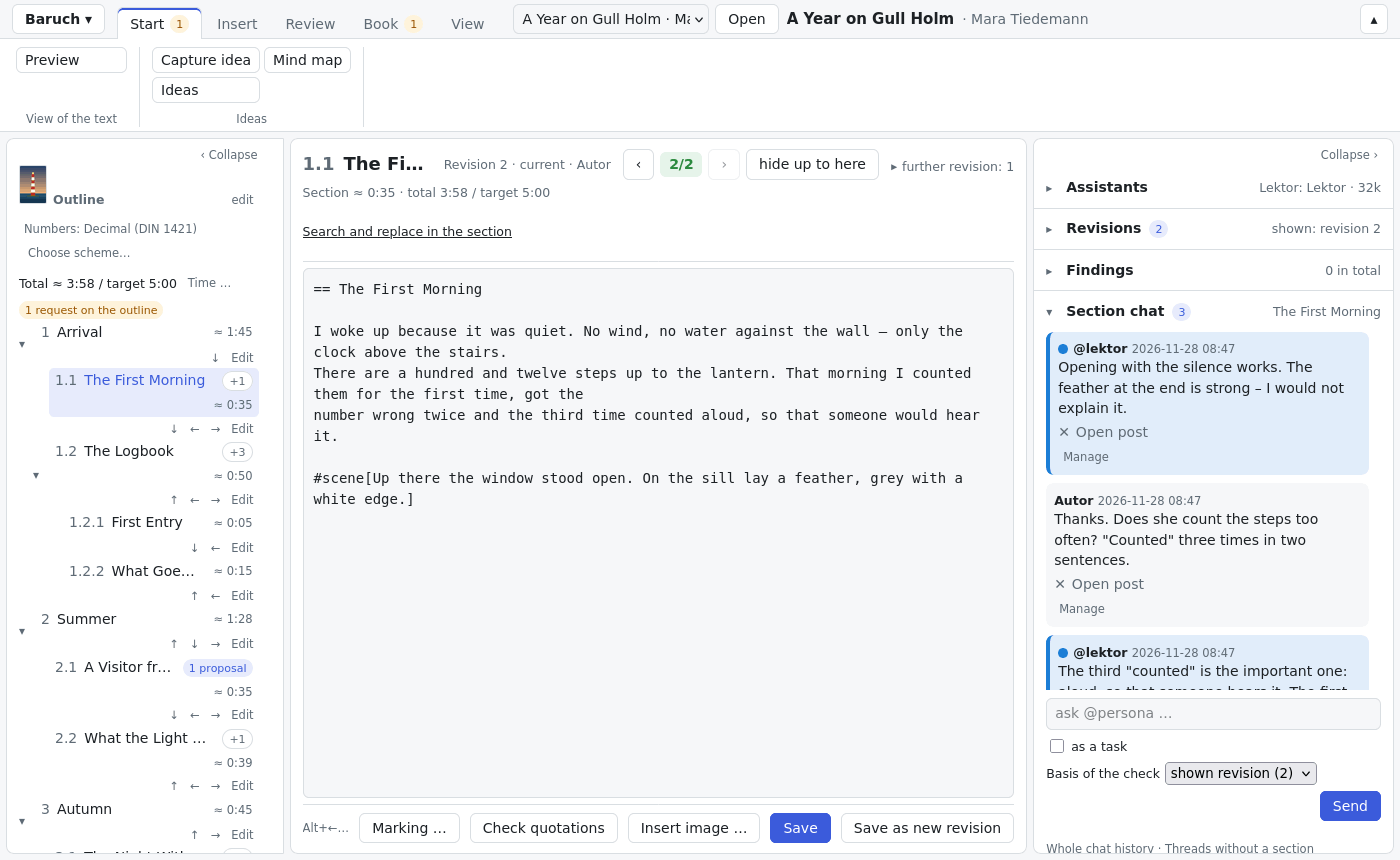 Baruch ▾ Start 1 Insert Review Book 1 View A Year on Gull Holm · Ma Open A Year on Gull Holm · Mara Tiedemann ▴
Preview
Capture idea Mind map
Ideas
View of the text Ideas
‹ Collapse
Outline edit
Numbers: Decimal (DIN 1421)
Choose scheme…
Total ≈ 3:58 / target 5:00 Time …
1 request on the outline
1 Arrival ≈ 1:45
▾
↓ Edit
1.1 The First Morning +1
≈ 0:35
↓ ← → Edit
1.2 The Logbook +3
▾ ≈ 0:50
↑ ← → Edit
1.2.1 First Entry ≈ 0:05
↓ ← Edit
1.2.2 What Goe… ≈ 0:15
↑ ← Edit
2 Summer ≈ 1:28
▾
↑ ↓ → Edit
2.1 A Visitor fr… 1 proposal
≈ 0:35
↓ ← → Edit
2.2 What the Light … +1
≈ 0:39
↑ ← → Edit
3 Autumn ≈ 0:45
▾
↑ → Edit
1.1 The Fi… Revision 2 · current · Autor ‹ 2/2 › hide up to here ▸ further revision: 1
Section ≈ 0:35 · total 3:58 / target 5:00
Search and replace in the section
== The First Morning
I woke up because it was quiet. No wind, no water against the wall – only the
clock above the stairs.
There are a hundred and twelve steps up to the lantern. That morning I counted
them for the first time, got the
number wrong twice and the third time counted aloud, so that someone would hear
it.
#scene[Up there the window stood open. On the sill lay a feather, grey with a
white edge.]
Alt+←… Marking … Check quotations Insert image … Save Save as new revision
Collapse ›
▸ Assistants Lektor: Lektor · 32k
▸ Revisions 2 shown: revision 2
▸ Findings 0 in total
▾ Section chat 3 The First Morning
@lektor 2026-11-28 08:47
Opening with the silence works. The
feather at the end is strong – I would not
explain it.
✕ Open post
Manage
Autor 2026-11-28 08:47
Thanks. Does she count the steps too
often? "Counted" three times in two
sentences.
✕ Open post
Manage
@lektor 2026-11-28 08:47
The third "counted" is the important one:
aloud, so that someone hears it. The first
ask @persona …
as a task
Basis of the check shown revision (2)
Send
Whole chat history · Threads without a section